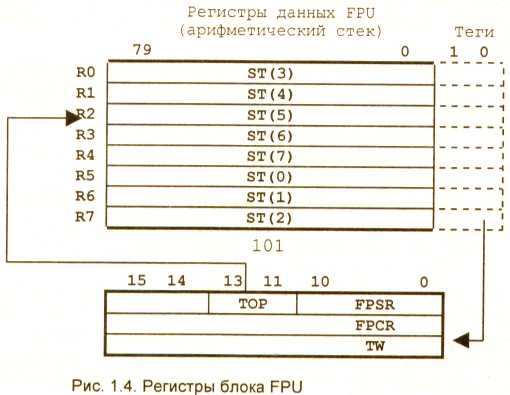 Регистры данных FPU
(арифметический стек)
Теги
79 0 1 0
R0 ST(3)
R1 ST(4)
R2 ST(5)
R3 ST(6)
R4 ST(7)
R5 ST(0)
R6 ST(1)
R7 ST(2)
101
15 14 13 11 10 0
TOP FPSR
FPCR
TW
Рис. 1.4. Регистры блока FPU